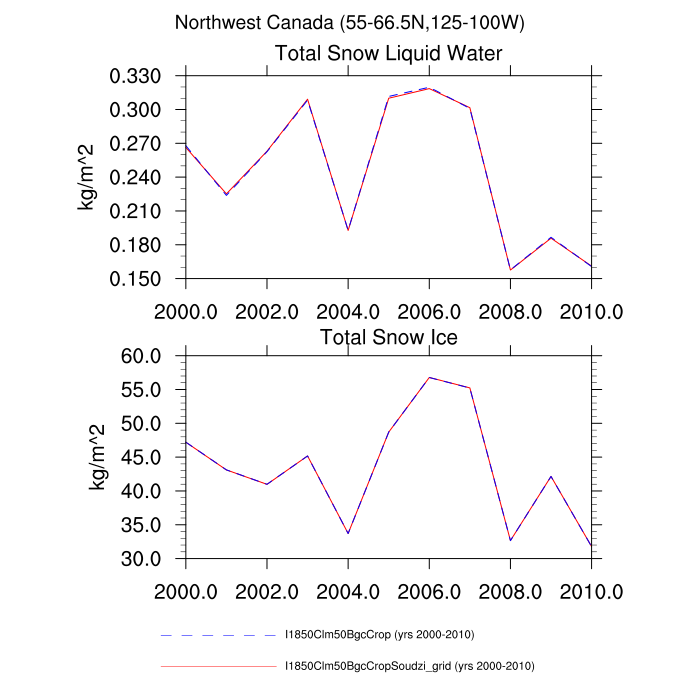 Northwest Canada (55-66.5N,125-100W)
Total Snow Liquid Water
0.330
0.300
0.270
0.240
0.210
0.180
0.150
kg/m^2
2000.0 2002.0 2004.0 2006.0 2008.0 2010.0
Total Snow Ice
60.0
55.0
50.0
45.0
40.0
35.0
30.0
kg/m^2
2000.0 2002.0 2004.0 2006.0 2008.0 2010.0
I1850Clm50BgcCrop (yrs 2000-2010)
I1850Clm50BgcCropSoudzi_grid (yrs 2000-2010)